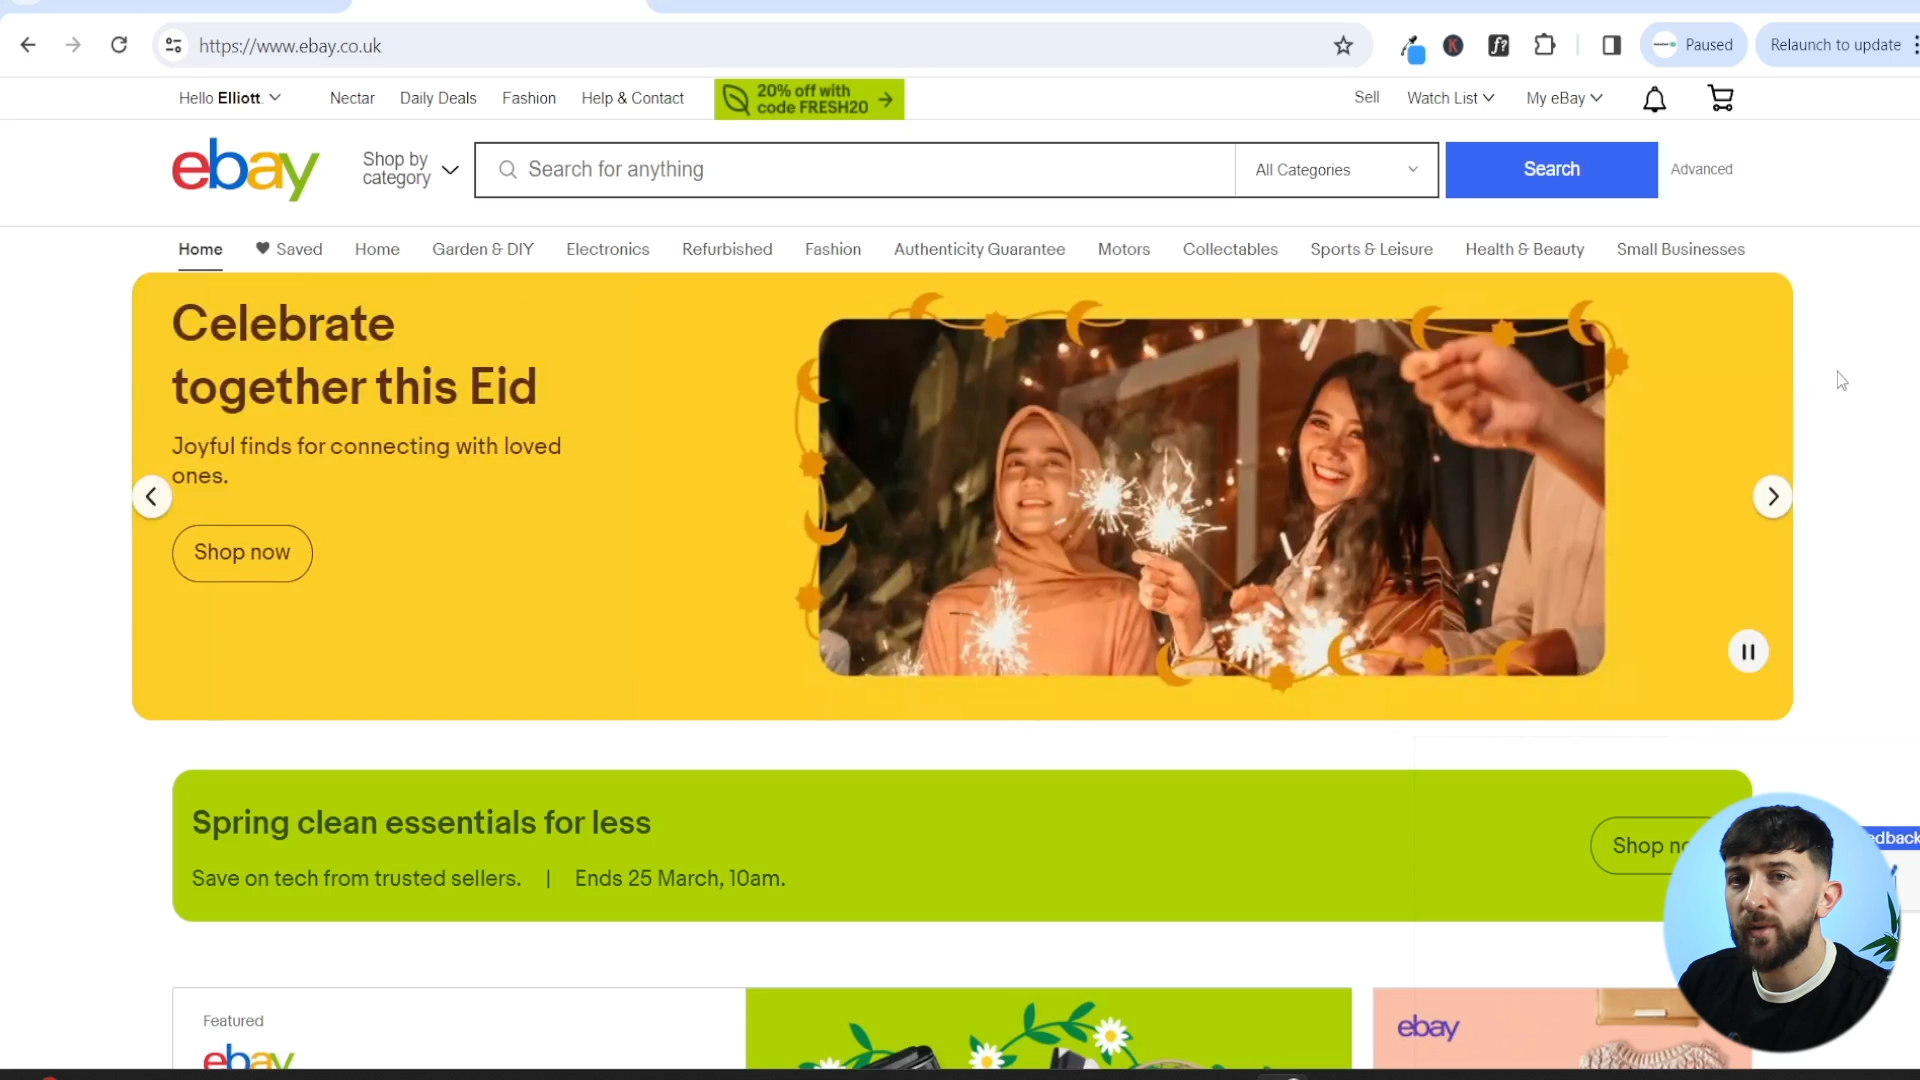 https://www.ebay.co.uk
Paused
Relaunch to update
Hello Elliott
Nectar
Daily Deals
Fashion
Help & Contact
20% off with
code FRESH20
Sell
Watch List
My eBay
ebay
Shop by
category
Search for anything
All Categories
Search
Advanced
Home
Saved
Home
Garden & DIY
Electronics
Refurbished
Fashion
Authenticity Guarantee
Motors
Collectables
Sports & Leisure
Health & Beauty
Small Businesses
Celebrate
together this Eid
Joyful finds for connecting with loved
ones.
Shop now
Spring clean essentials for less
Save on tech from trusted sellers. | Ends 25 March, 10am.
Shop
Featured
ebay
ebay